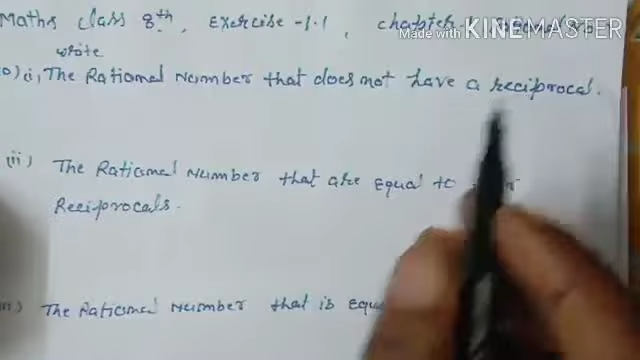 Maths class 8th, Exercise -1.1, chapter-1
Made with KINEMASTER
write
(i) The Rational Number that does not have a reciprocal.
(ii) The Rational Number that are equal to
Reciprocals.
The Rational Number that is